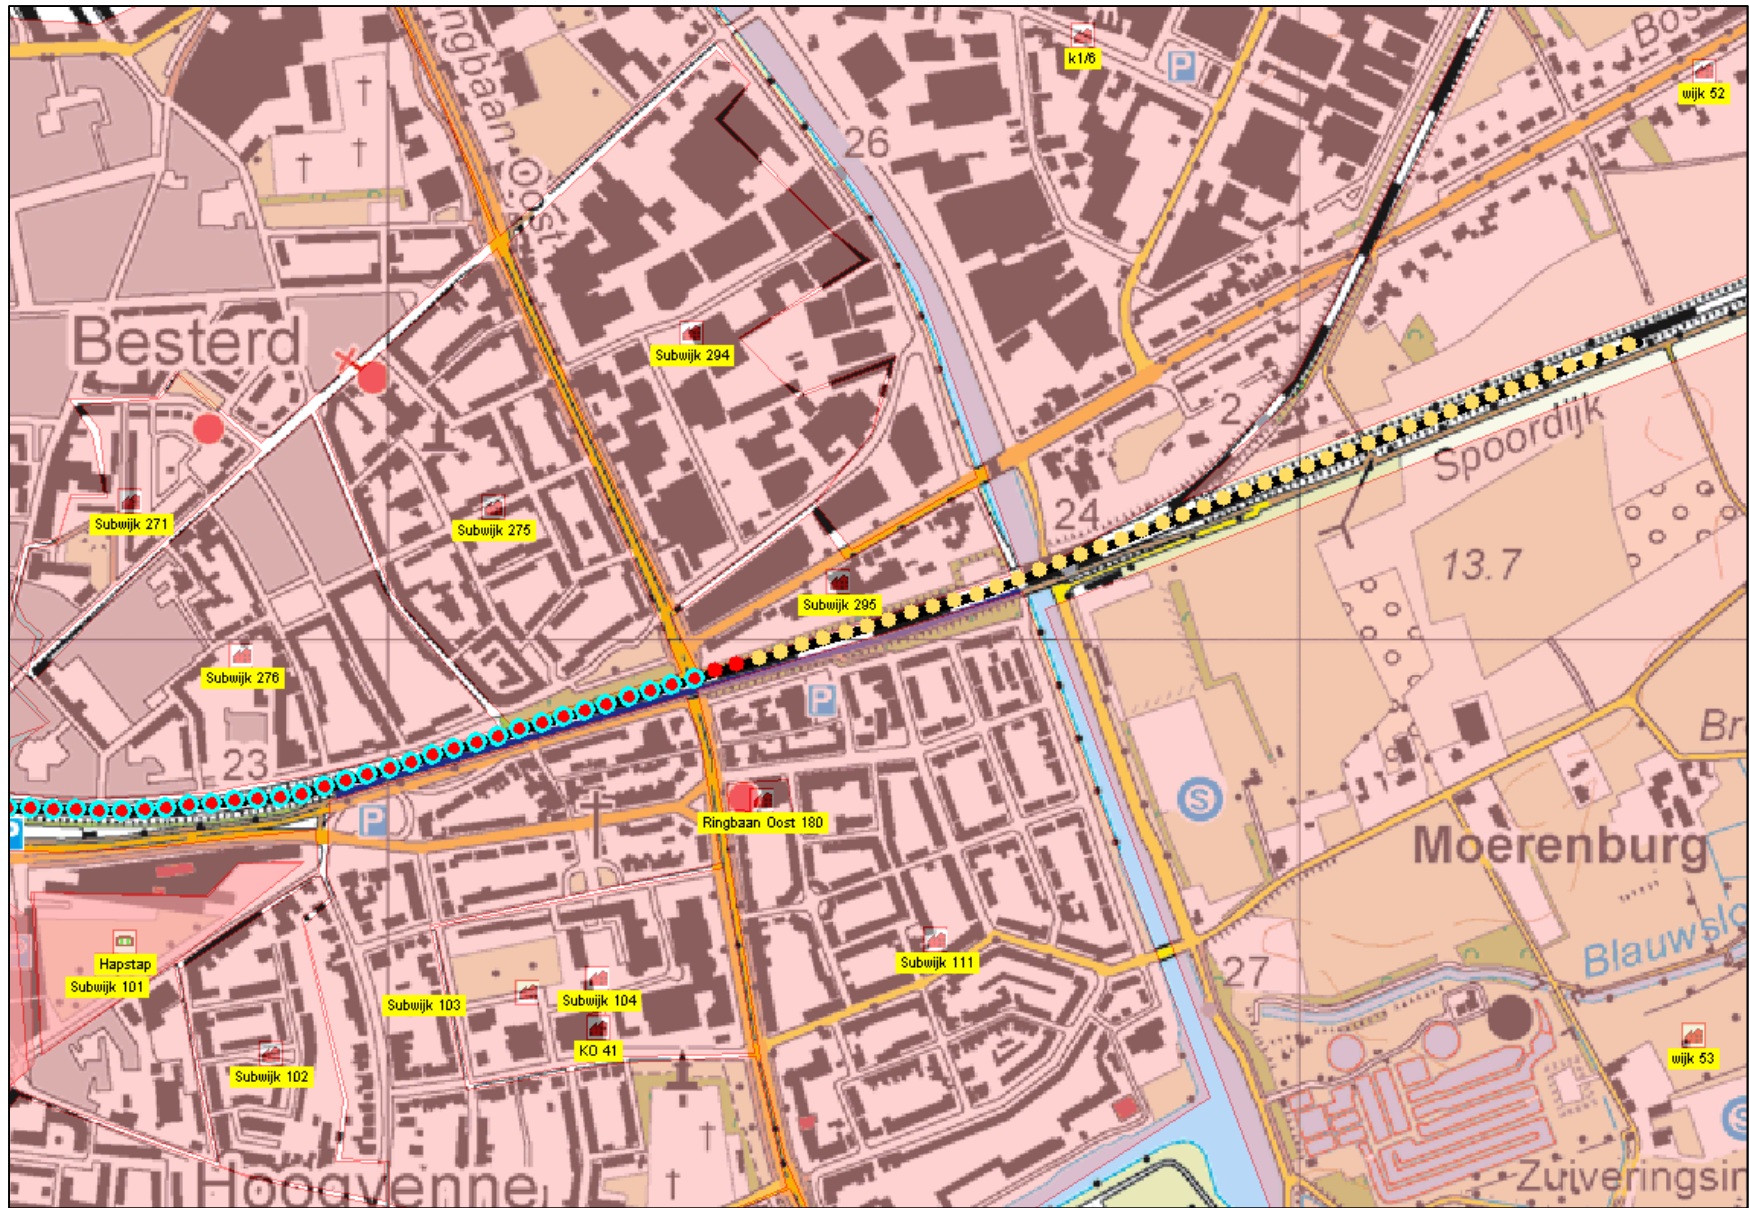 Ringbaan Oost
k1/6
P
Bos
wijk 52
26
Besterd
Subwijk 294
2
Spoordijk
Subwijk 271
Subwijk 275
24
13.7
Subwijk 295
Subwijk 276
P
23
P
S
Br
P
Ringbaan Oost 180
Moerenburg
Blauwslo
Hapstap
Subwijk 101
Subwijk 103
Subwijk 104
Subwijk 111
27
KO 41
wijk 53
Subwijk 102
S
Hoogvenne
Zuiveringsin